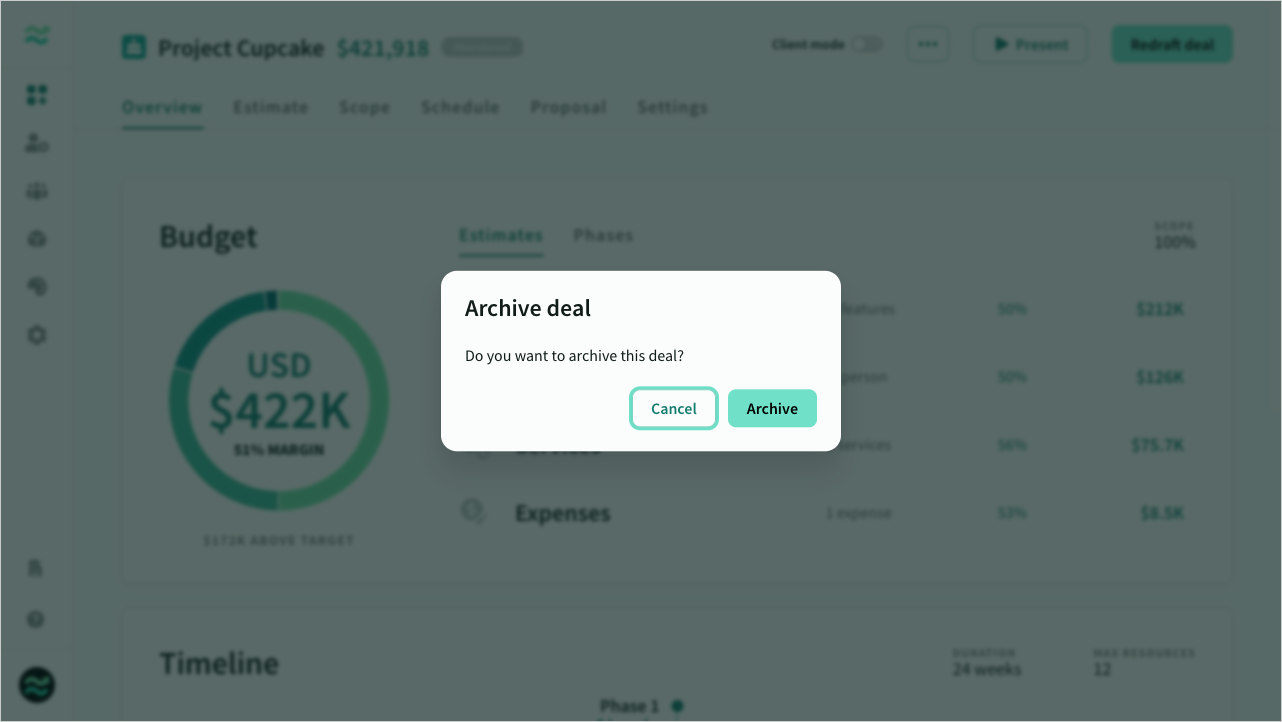 Project Cupcake $421,918
Client mode
Present
Redraft deal
Overview Estimate Scope Schedule Proposal Settings
Budget
Estimates Phases
SCOPE
100%
USD
$422K
51% MARGIN
$172K ABOVE TARGET
features 50% $212K
person 50% $126K
Services services 56% $75.7K
Expenses 1 expense 53% $8.5K
Archive deal
Do you want to archive this deal?
Cancel Archive
Timeline
DURATION
24 weeks
MAX RESOURCES
12
Phase 1